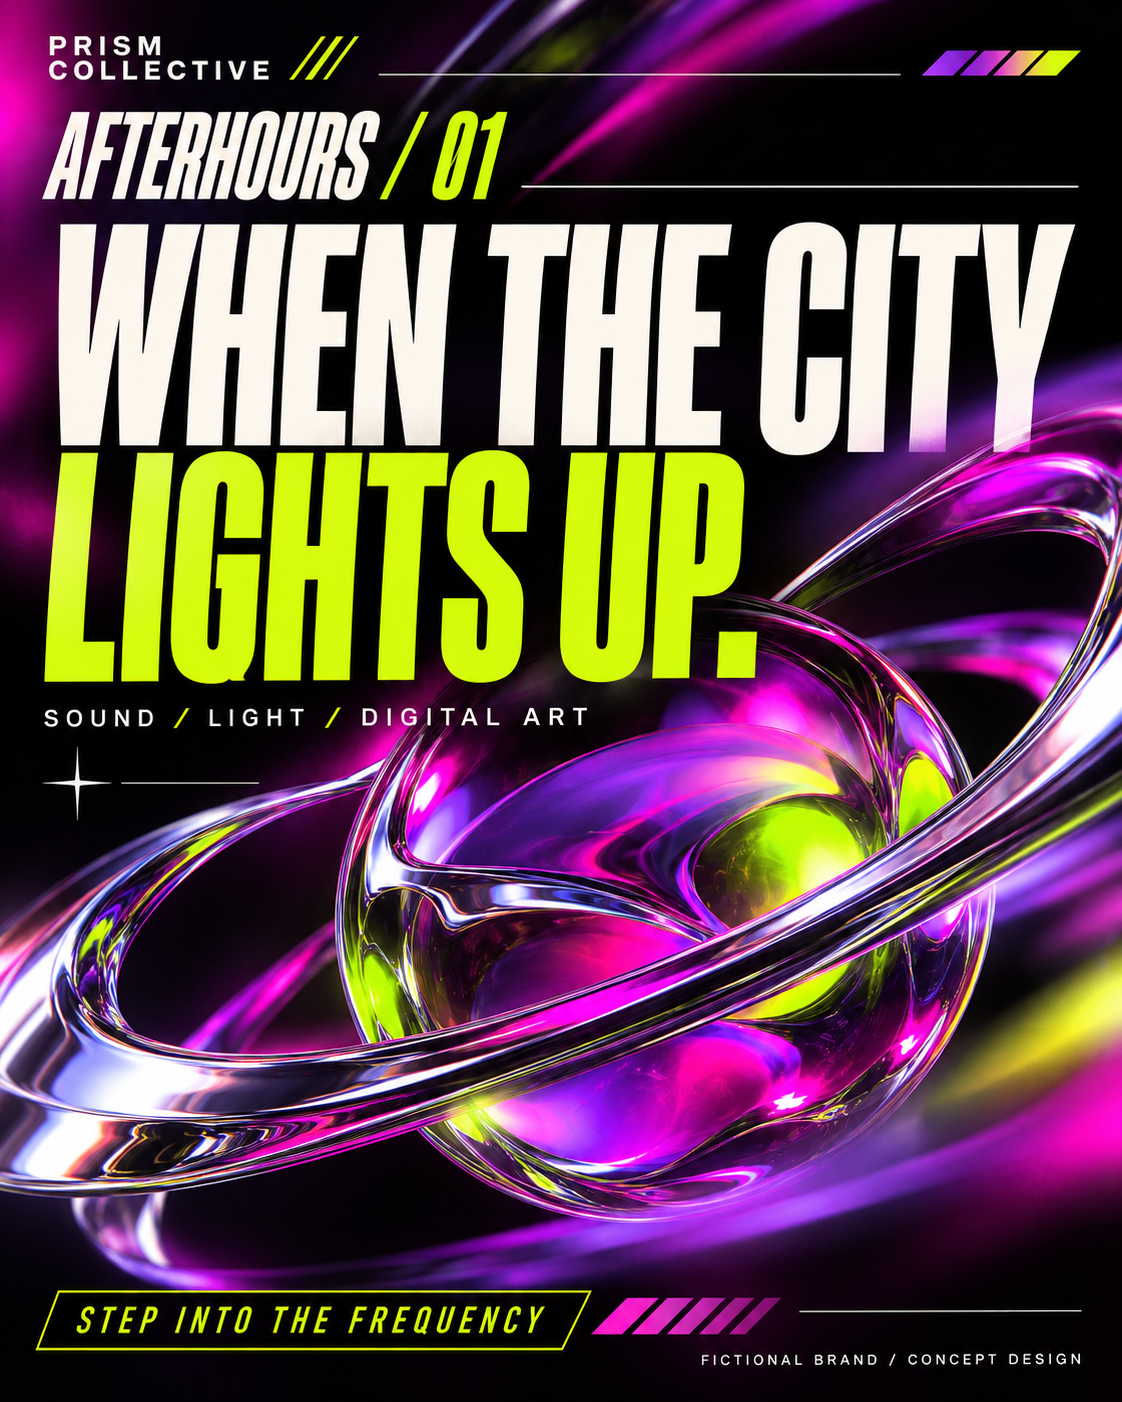 PRISM
COLLECTIVE
AFTERHOURS / 01
WHEN THE CITY
LIGHTS UP.
SOUND / LIGHT / DIGITAL ART
STEP INTO THE FREQUENCY
FICTIONAL BRAND / CONCEPT DESIGN